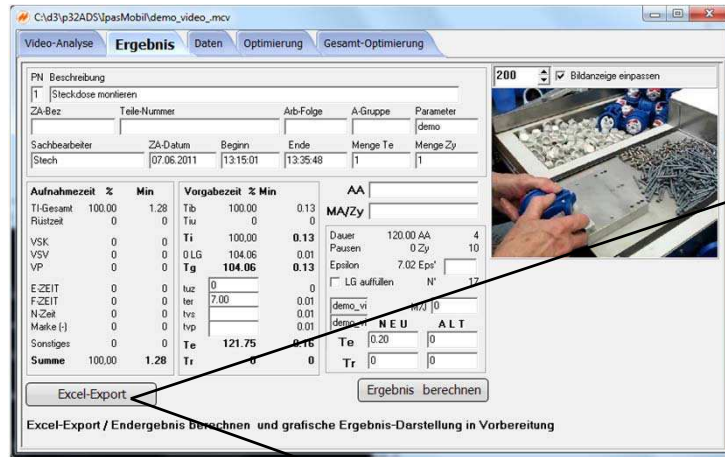 C:\d3\p32ADS\IpasMobil\demo_video_.mcv
Video-Analyse Ergebnis Daten Optimierung Gesamt-Optimierung
PN Beschreibung
1 Steckdose montieren
ZA-Bez Teile-Nummer Arb-Folge A-Gruppe Parameter
demo
Sachbearbeiter ZA-Datum Beginn Ende Menge Te Menge Zy
Stech 07.06.2011 13:15:01 13:35:48 1 1
200 Bildanzeige einpassen
Aufnahmezeit % Min
TI-Gesamt 100.00 1.28
Rüstzeit 0 0
VSK 0 0
VSV 0 0
VP 0 0
E-ZEIT 0 0
F-ZEIT 0 0
N-Zeit 0 0
Marke (-) 0 0
Sonstiges 0 0
Summe 100,00 1.28
Vorgabezeit % Min
Tib 100.00 0.13
Tiu 0 0
Ti 100,00 0.13
0 LG 104.06 0.01
Tg 104.06 0.13
tuz 0 0
ter 7.00 0.01
tvs 0.01
tvp 0.01
Te 121.75 0.16
Tr 0 0
AA
MA/Zy
Dauer 120.00 AA 4
Pausen 0 Zy 10
Epsilon 7.02 Eps'
LG auffüllen N' 17
demo_vi M/J 0
demo_vi NEU ALT
Te 0.20 0
Tr 0 0
Excel-Export Ergebnis berechnen
Excel-Export / Endergebnis berechnen und grafische Ergebnis-Darstellung in Vorbereitung